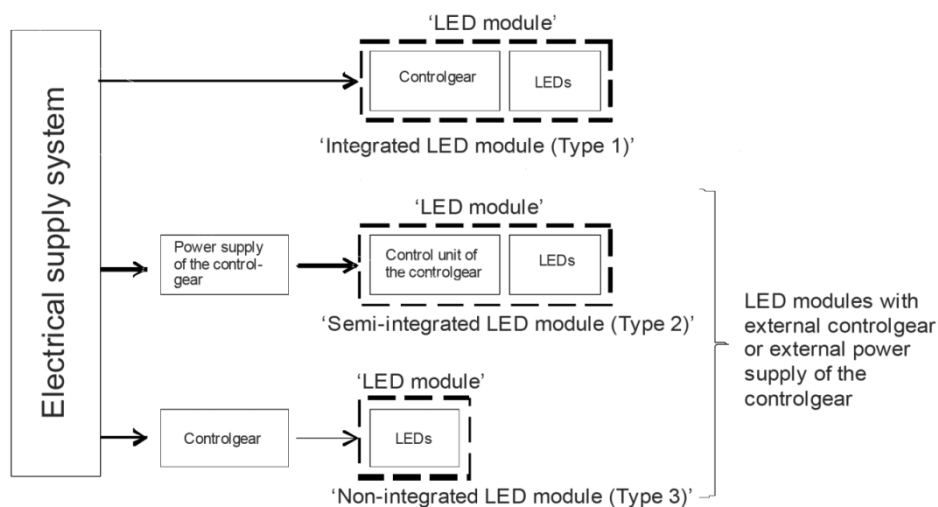 Electrical supply system
‘LED module’
Controlgear
LEDs
‘Integrated LED module (Type 1)’
‘LED module’
Power supply
of the control-
gear
Control unit of
the controlgear
LEDs
‘Semi-integrated LED module (Type 2)’
‘LED module’
Controlgear
LEDs
‘Non-integrated LED module (Type 3)’
LED modules with
external controlgear
or external power
supply of the
controlgear